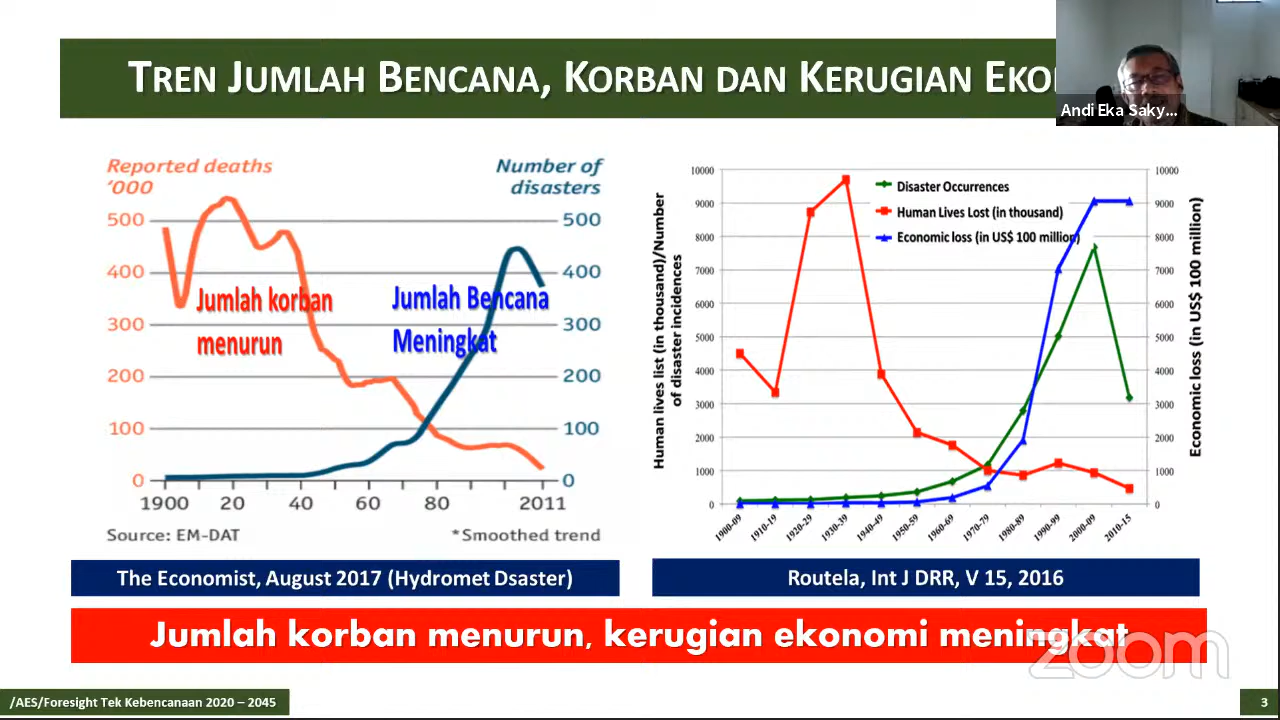 TREN JUMLAH BENCANA, KORBAN DAN KERUGIAN EKO
Andi Eka Saky...
Reported deaths
'000
Number of
disasters
500
400
300
200
100
0
500
400
300
200
100
0
Jumlah korban
menurun
Jumlah Bencana
Meningkat
1900
20
40
60
80
2011
Source: EM-DAT
*Smoothed trend
The Economist, August 2017 (Hydromet Dsaster)
Human lives list (in thousand)/Number
of disaster incidences
10000
9000
8000
7000
6000
5000
4000
3000
2000
1000
0
Disaster Occurrences
Human Lives Lost (in thousand)
Economic loss (in US$ 100 million)
10000
9000
8000
7000
6000
5000
4000
3000
2000
1000
0
Economic loss (in US$ 100 million)
1900-09
1910-19
1920-29
1930-39
1940-49
1950-59
1960-69
1970-79
1980-89
1990-99
2000-09
2010-15
Routela, Int J DRR, V 15, 2016
Jumlah korban menurun, kerugian ekonomi meningkat
zoom
/AES/Foresight Tek Kebencanaan 2020 – 2045
3